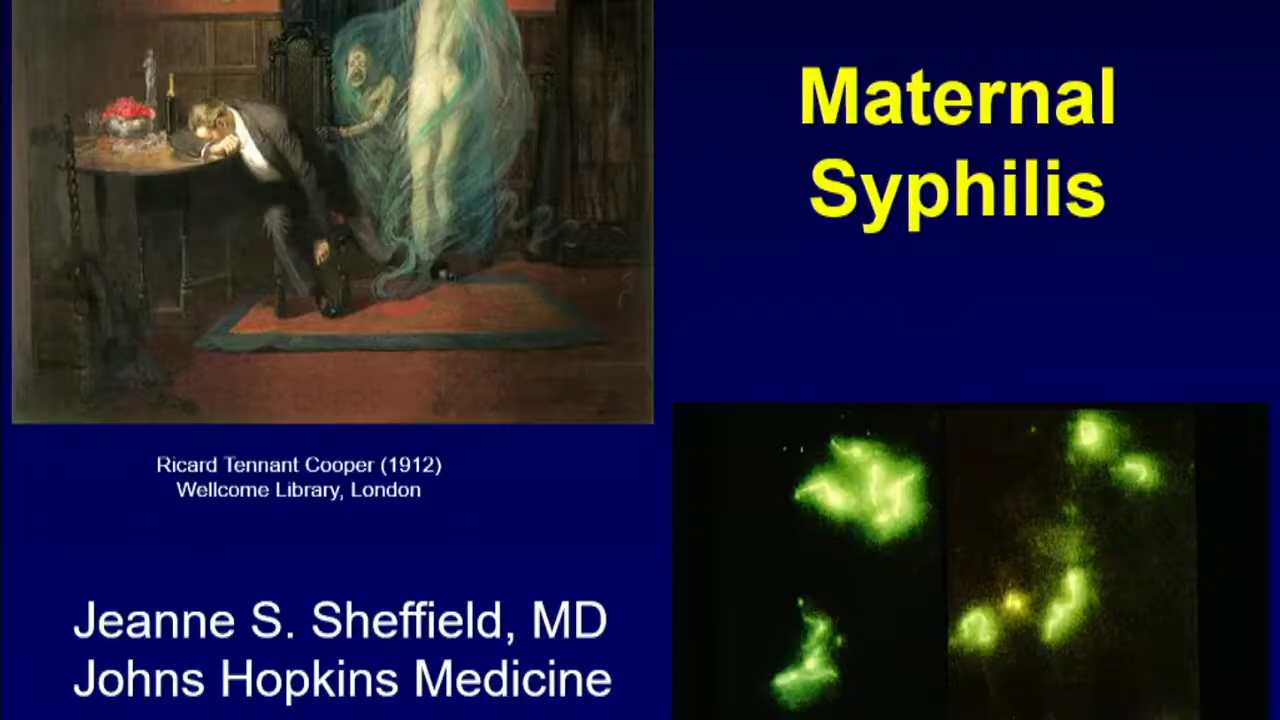 Maternal
Syphilis
Ricard Tennant Cooper (1912)
Wellcome Library, London
Jeanne S. Sheffield, MD
Johns Hopkins Medicine